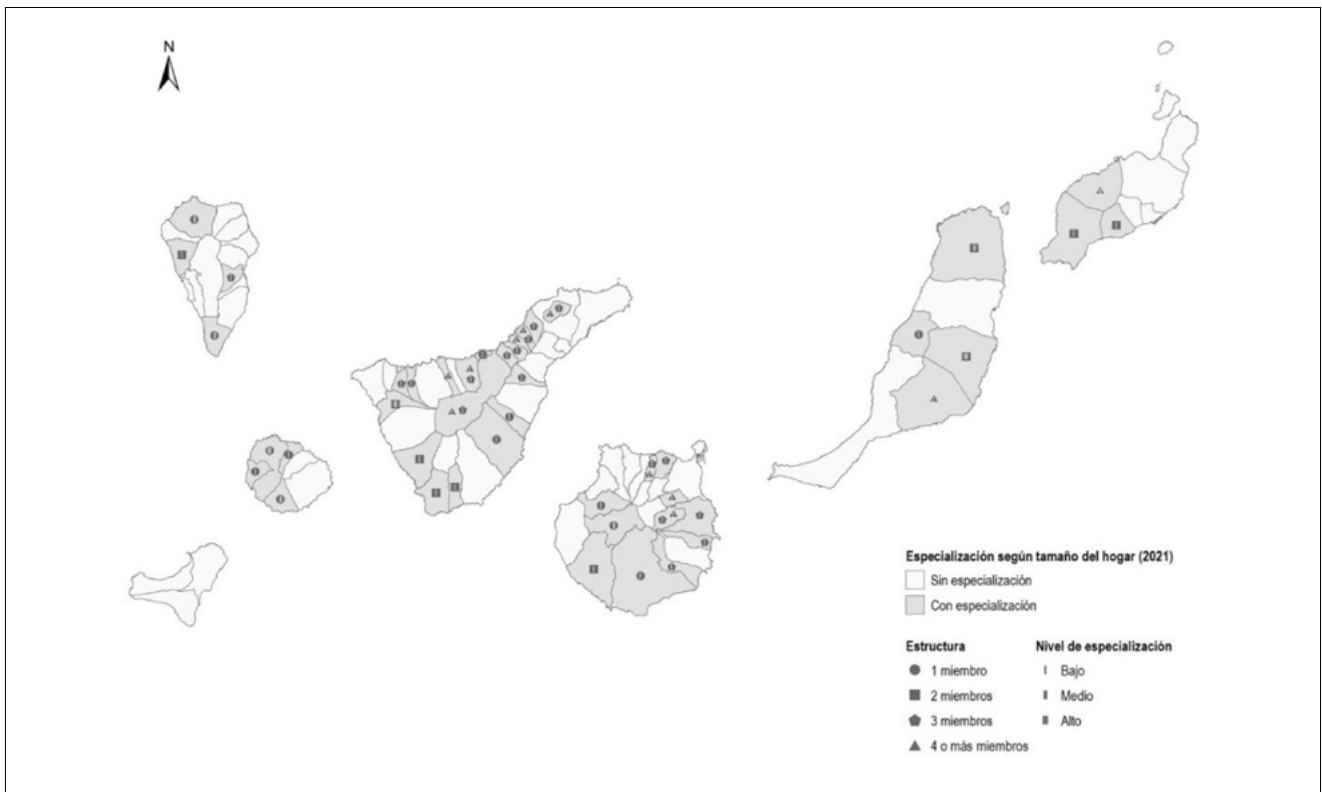 N
Especialización según tamaño del hogar (2021)
Sin especialización
Con especialización
Estructura
1 miembro
2 miembros
3 miembros
4 o más miembros
Nivel de especialización
Bajo
Medio
Alto